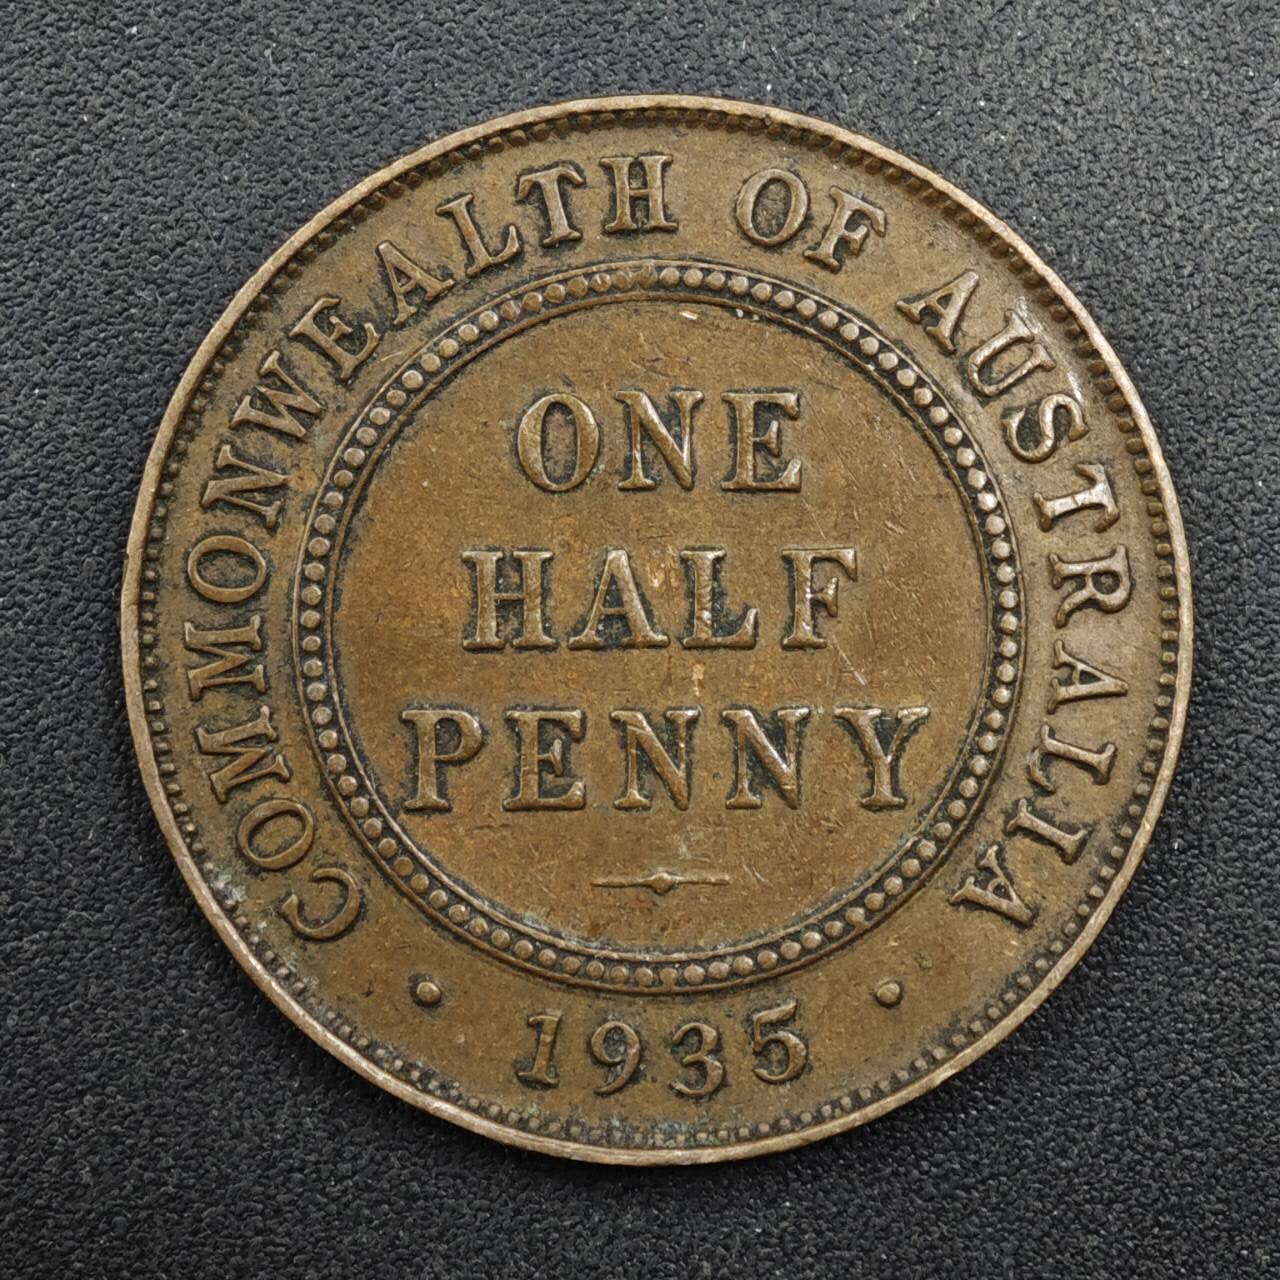 COMMONWEALTH OF AUSTRALIA
ONE
HALF
PENNY
· 1935 ·